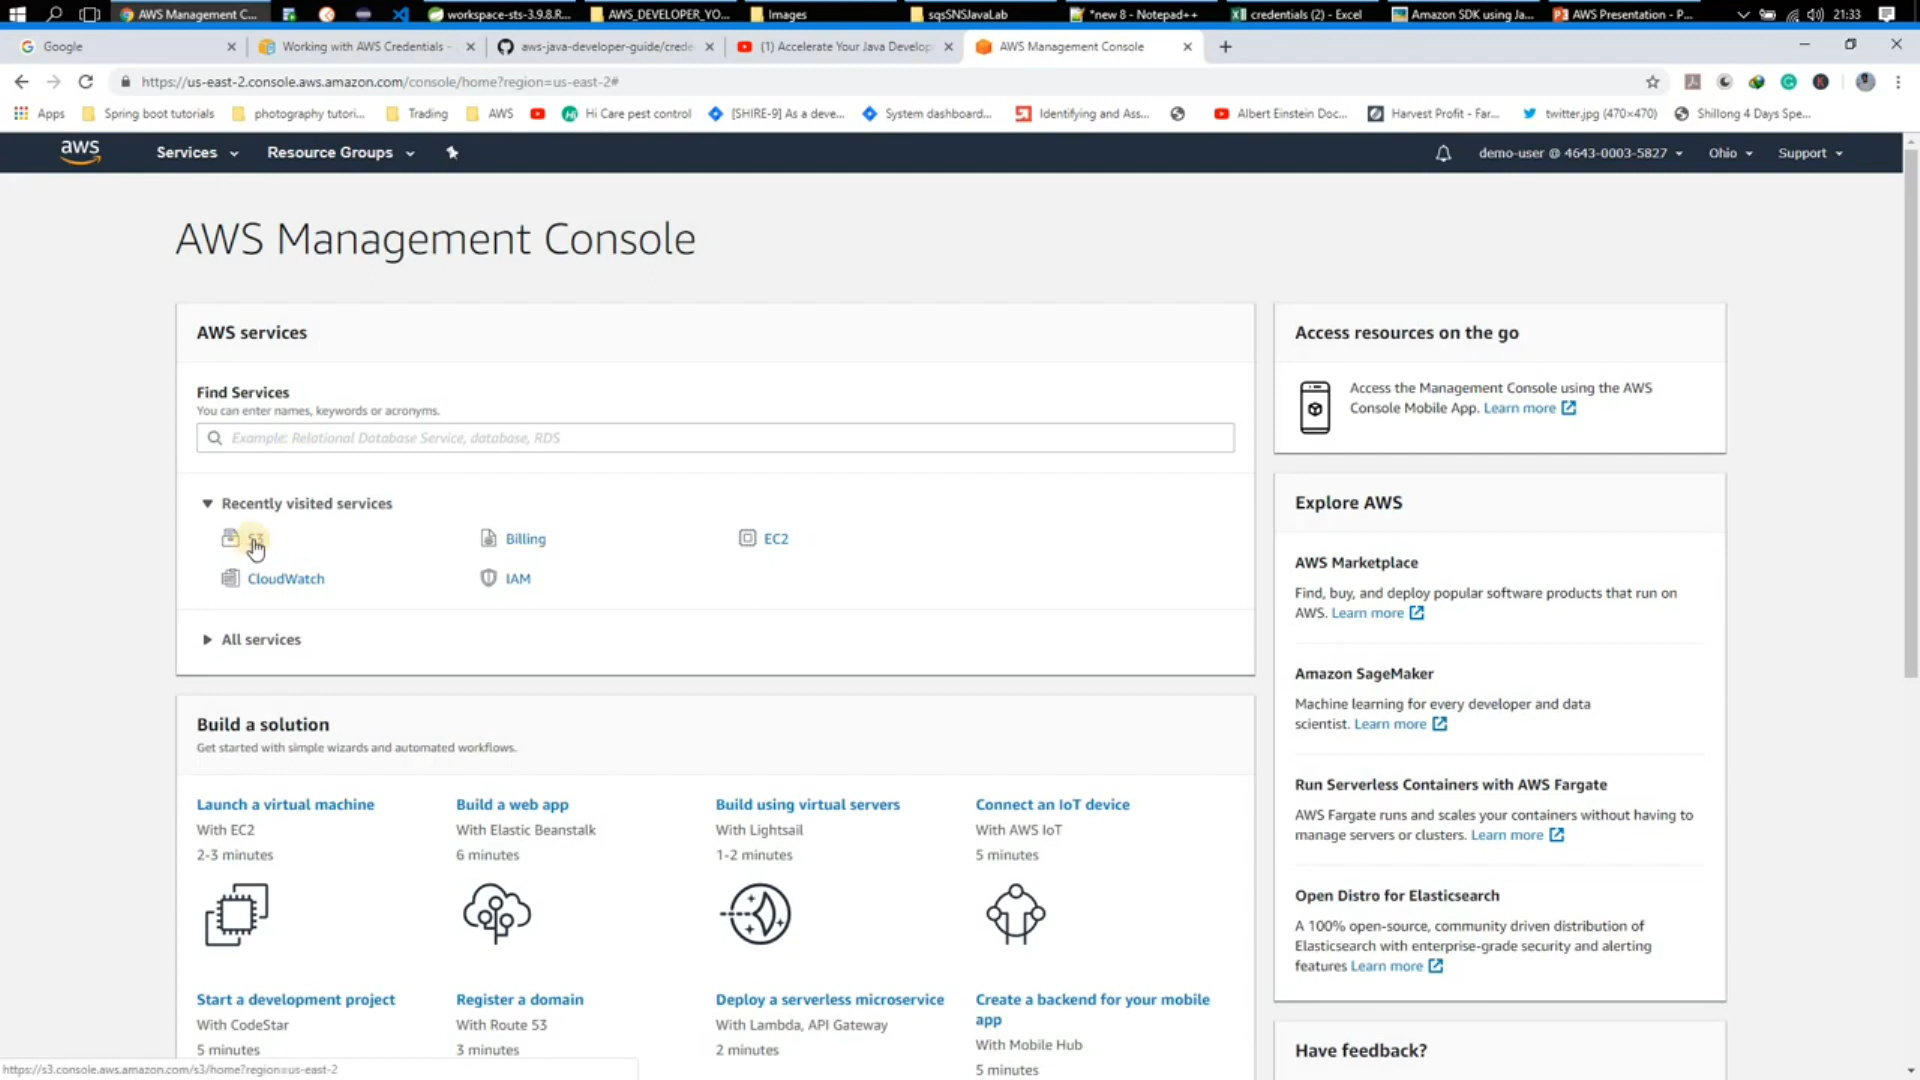 AWS Management C...
workspace-sts-3.9.8.R...
AWS_DEVELOPER_YO...
Images
sqsSNSJavaLab
*new 8 - Notepad++
credentials (2) - Excel
Amazon SDK using Ja...
AWS Presentation - P...
21:33
Google
Working with AWS Credentials -
aws-java-developer-guide/crede
(1) Accelerate Your Java Develop
AWS Management Console
https://us-east-2.console.aws.amazon.com/console/home?region=us-east-2#
Apps
Spring boot tutorials
photography tutori...
Trading
AWS
Hi Care pest control
[SHIRE-9] As a deve...
System dashboard...
Identifying and Ass...
Albert Einstein Doc...
Harvest Profit - Far...
twitter.jpg (470×470)
Shillong 4 Days Spe...
aws
Services
Resource Groups
demo-user @ 4643-0003-5827
Ohio
Support
AWS Management Console
AWS services
Find Services
You can enter names, keywords or acronyms.
Example: Relational Database Service, database, RDS
Recently visited services
S3
Billing
EC2
CloudWatch
IAM
All services
Build a solution
Get started with simple wizards and automated workflows.
Launch a virtual machine
With EC2
2-3 minutes
Build a web app
With Elastic Beanstalk
6 minutes
Build using virtual servers
With Lightsail
1-2 minutes
Connect an IoT device
With AWS IoT
5 minutes
Start a development project
With CodeStar
5 minutes
Register a domain
With Route 53
3 minutes
Deploy a serverless microservice
With Lambda, API Gateway
2 minutes
Create a backend for your mobile
app
With Mobile Hub
5 minutes
Access resources on the go
Access the Management Console using the AWS
Console Mobile App. Learn more
Explore AWS
AWS Marketplace
Find, buy, and deploy popular software products that run on
AWS. Learn more
Amazon SageMaker
Machine learning for every developer and data
scientist. Learn more
Run Serverless Containers with AWS Fargate
AWS Fargate runs and scales your containers without having to
manage servers or clusters. Learn more
Open Distro for Elasticsearch
A 100% open-source, community driven distribution of
Elasticsearch with enterprise-grade security and alerting
features Learn more
Have feedback?
https://s3.console.aws.amazon.com/s3/home?region=us-east-2